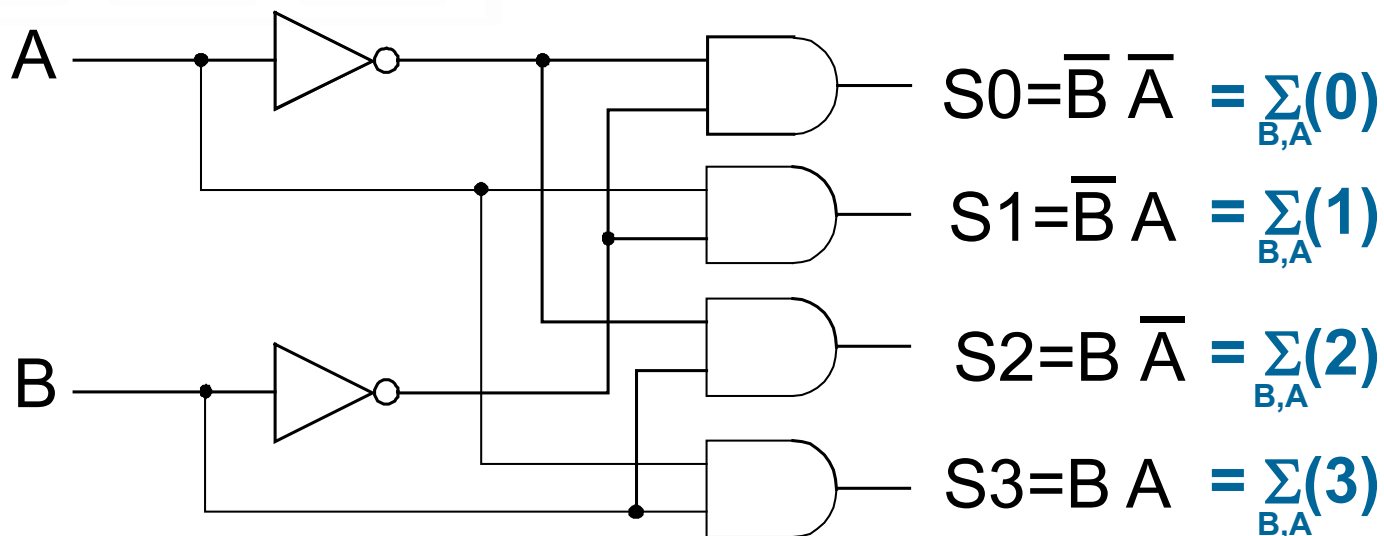 A
S0=B̅ A̅ = Σ(0)
B,A
S1=B̅ A = Σ(1)
B,A
B
S2=B A̅ = Σ(2)
B,A
S3=B A = Σ(3)
B,A